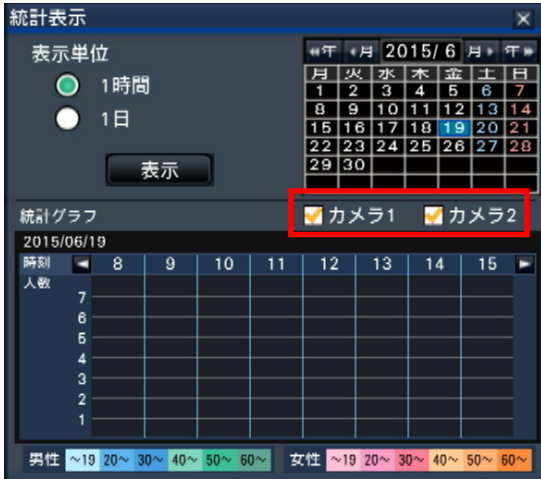 統計表示
表示単位
1時間
1日
表示
年 月 2015/ 6 月 年
月 火 水 木 金 土 日
1 2 3 4 5 6 7
8 9 10 11 12 13 14
15 16 17 18 19 20 21
22 23 24 25 26 27 28
29 30
統計グラフ カメラ1 カメラ2
2015/06/19
時刻 8 9 10 11 12 13 14 15
人数
7
6
5
4
3
2
1
男性 ~19 20~ 30~ 40~ 50~ 60~ 女性 ~19 20~ 30~ 40~ 50~ 60~